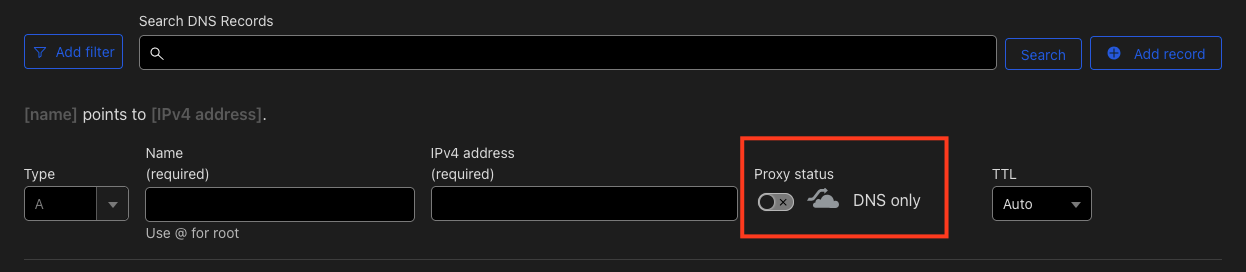 Search DNS Records
Add filter
Search
Add record
[name] points to [IPv4 address].
Type
Name
(required)
IPv4 address
(required)
Proxy status
TTL
A
DNS only
Auto
Use @ for root